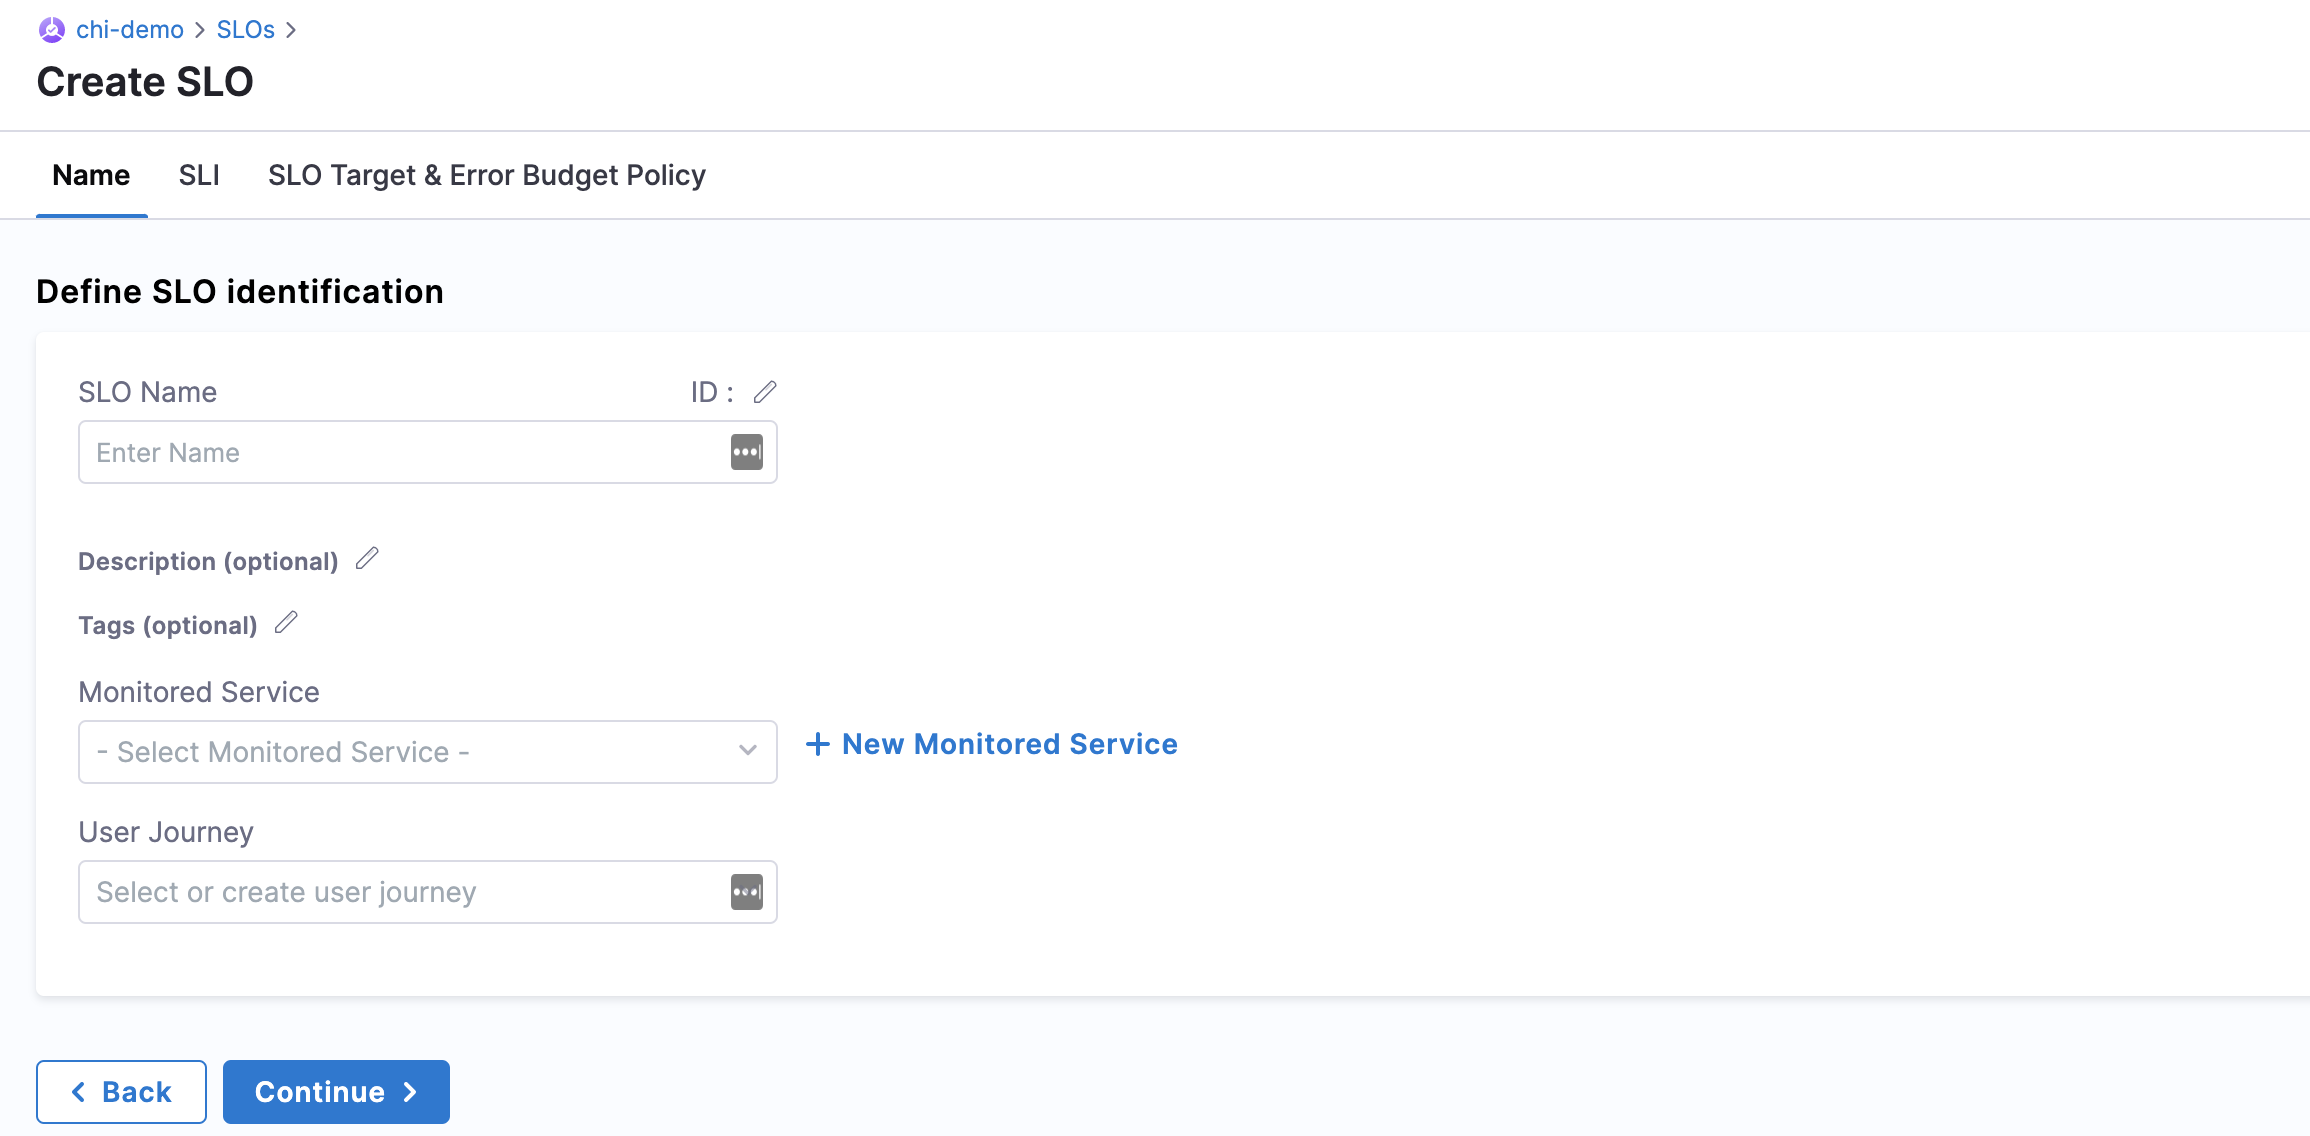 chi-demo > SLOs >
Create SLO
Name SLI SLO Target & Error Budget Policy
Define SLO identification
SLO Name ID :
Enter Name
Description (optional)
Tags (optional)
Monitored Service
- Select Monitored Service -
+ New Monitored Service
User Journey
Select or create user journey
Back Continue